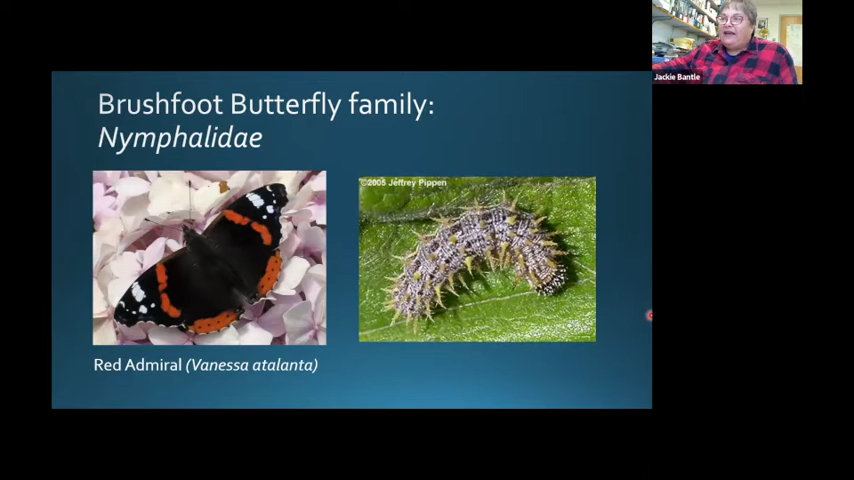 Jackie Bantle
Brushfoot Butterfly family:
Nymphalidae
©2005 Jeffrey Pippen
Red Admiral (Vanessa atalanta)